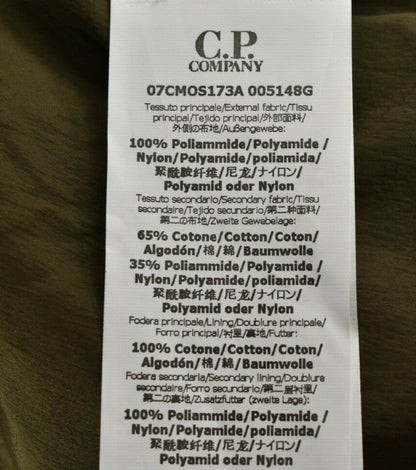 C.P.
COMPANY
07CMOS173A 005148G
Tessuto principale/External fabric/Tissu
principal/Tejido principal/外部面料/
外側の布地/Außengewebe:
100% Poliammide/Polyamide /
Nylon/Polyamide/poliamida/
聚酰胺纤维/尼龙/ナイロン/
Polyamid oder Nylon
Tessuto secondario/Secondary fabric/Tissu
secondaire/Tejido secundario/第二种面料/
第二の布地/Zweite Gewebelage:
65% Cotone/Cotton/Coton/
Algodón/棉/綿/Baumwolle
35% Poliammide/Polyamide /
Nylon/Polyamide/poliamida/
聚酰胺纤维/尼龙/ナイロン/
Polyamid oder Nylon
Fodera principale/Lining/Doublure principale/
Forro principal/衬里/裏地/Futter:
100% Cotone/Cotton/Coton/
Algodón/棉/綿/Baumwolle
Fodera secondaria/Secondary lining/Doublure
secondaire/Forro secundario/第二层衬里/
第二の裏地/Zusatzfutter (zweite Lage):
100% Poliammide/Polyamide /
Nylon/Polyamide/poliamida/
聚酰胺纤维/尼龙/ナイロン/
Polyamid oder Nylon